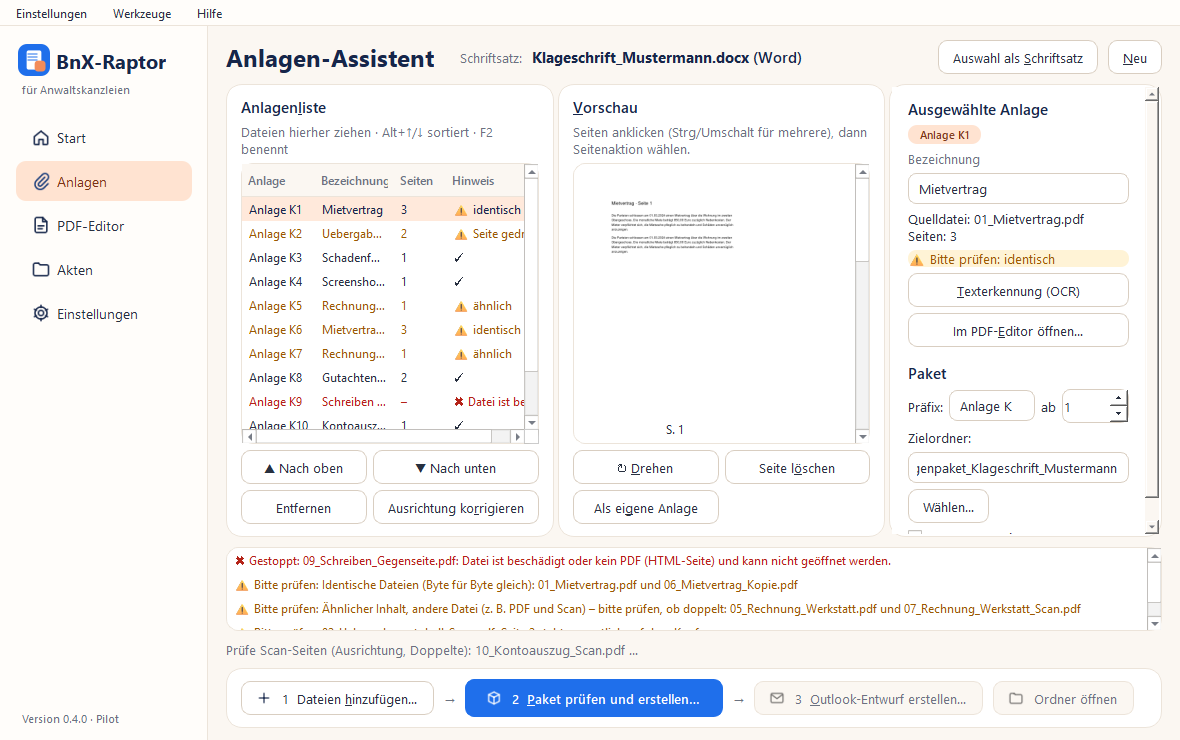 Einstellungen Werkzeuge Hilfe
BnX-Raptor
für Anwaltskanzleien
Start
Anlagen
PDF-Editor
Akten
Einstellungen
Version 0.4.0 · Pilot
Anlagen-Assistent Schriftsatz: Klageschrift_Mustermann.docx (Word)
Auswahl als Schriftsatz Neu
Anlagenliste
Dateien hierher ziehen · Alt+↑/↓ sortiert · F2
benennt
Anlage Bezeichnung Seiten Hinweis
Anlage K1 Mietvertrag 3 ⚠ identisch
Anlage K2 Uebergab... 2 ⚠ Seite
Anlage K3 Schadenf... 1 ✓
Anlage K4 Screensho... 1 ✓
Anlage K5 Rechnung... 1 ⚠ ähnlich
Anlage K6 Mietvertra... 3 ⚠ identisch
Anlage K7 Rechnung... 1 ⚠ ähnlich
Anlage K8 Gutachten... 2 ✓
Anlage K9 Schreiben ... – ✖ Datei ist be
Anlage K10 Kontoausz... 1 ✓
▲ Nach oben ▼ Nach unten
Entfernen Ausrichtung korrigieren
Vorschau
Seiten anklicken (Strg/Umschalt für mehrere), dann
Seitenaktion wählen.
Mietvertrag - Seite 1
S. 1
↻ Drehen Seite löschen
Als eigene Anlage
Ausgewählte Anlage
Anlage K1
Bezeichnung
Mietvertrag
Quelldatei: 01_Mietvertrag.pdf
Seiten: 3
⚠ Bitte prüfen: identisch
Texterkennung (OCR)
Im PDF-Editor öffnen...
Paket
Präfix: Anlage K ab 1
Zielordner:
genpaket_Klageschrift_Mustermann
Wählen...
✖ Gestoppt: 09_Schreiben_Gegenseite.pdf: Datei ist beschädigt oder kein PDF (HTML-Seite) und kann nicht geöffnet werden.
⚠ Bitte prüfen: Identische Dateien (Byte für Byte gleich): 01_Mietvertrag.pdf und 06_Mietvertrag_Kopie.pdf
⚠ Bitte prüfen: Ähnlicher Inhalt, andere Datei (z. B. PDF und Scan) – bitte prüfen, ob doppelt: 05_Rechnung_Werkstatt.pdf und 07_Rechnung_Werkstatt_Scan.pdf
Prüfe Scan-Seiten (Ausrichtung, Doppelte): 10_Kontoauszug_Scan.pdf ...
+ 1 Dateien hinzufügen... → 2 Paket prüfen und erstellen... → 3 Outlook-Entwurf erstellen... Ordner öffnen